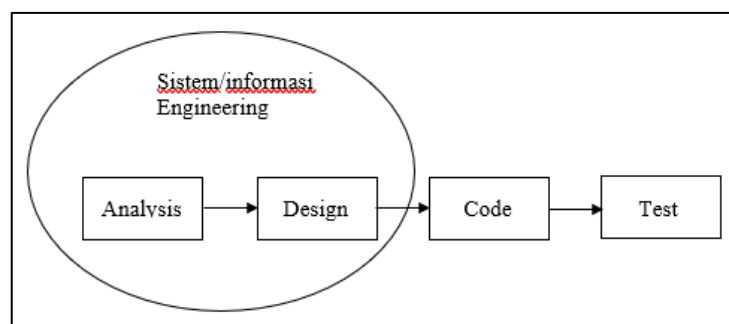 Sistem/informasi
Engineering
Analysis
Design
Code
Test